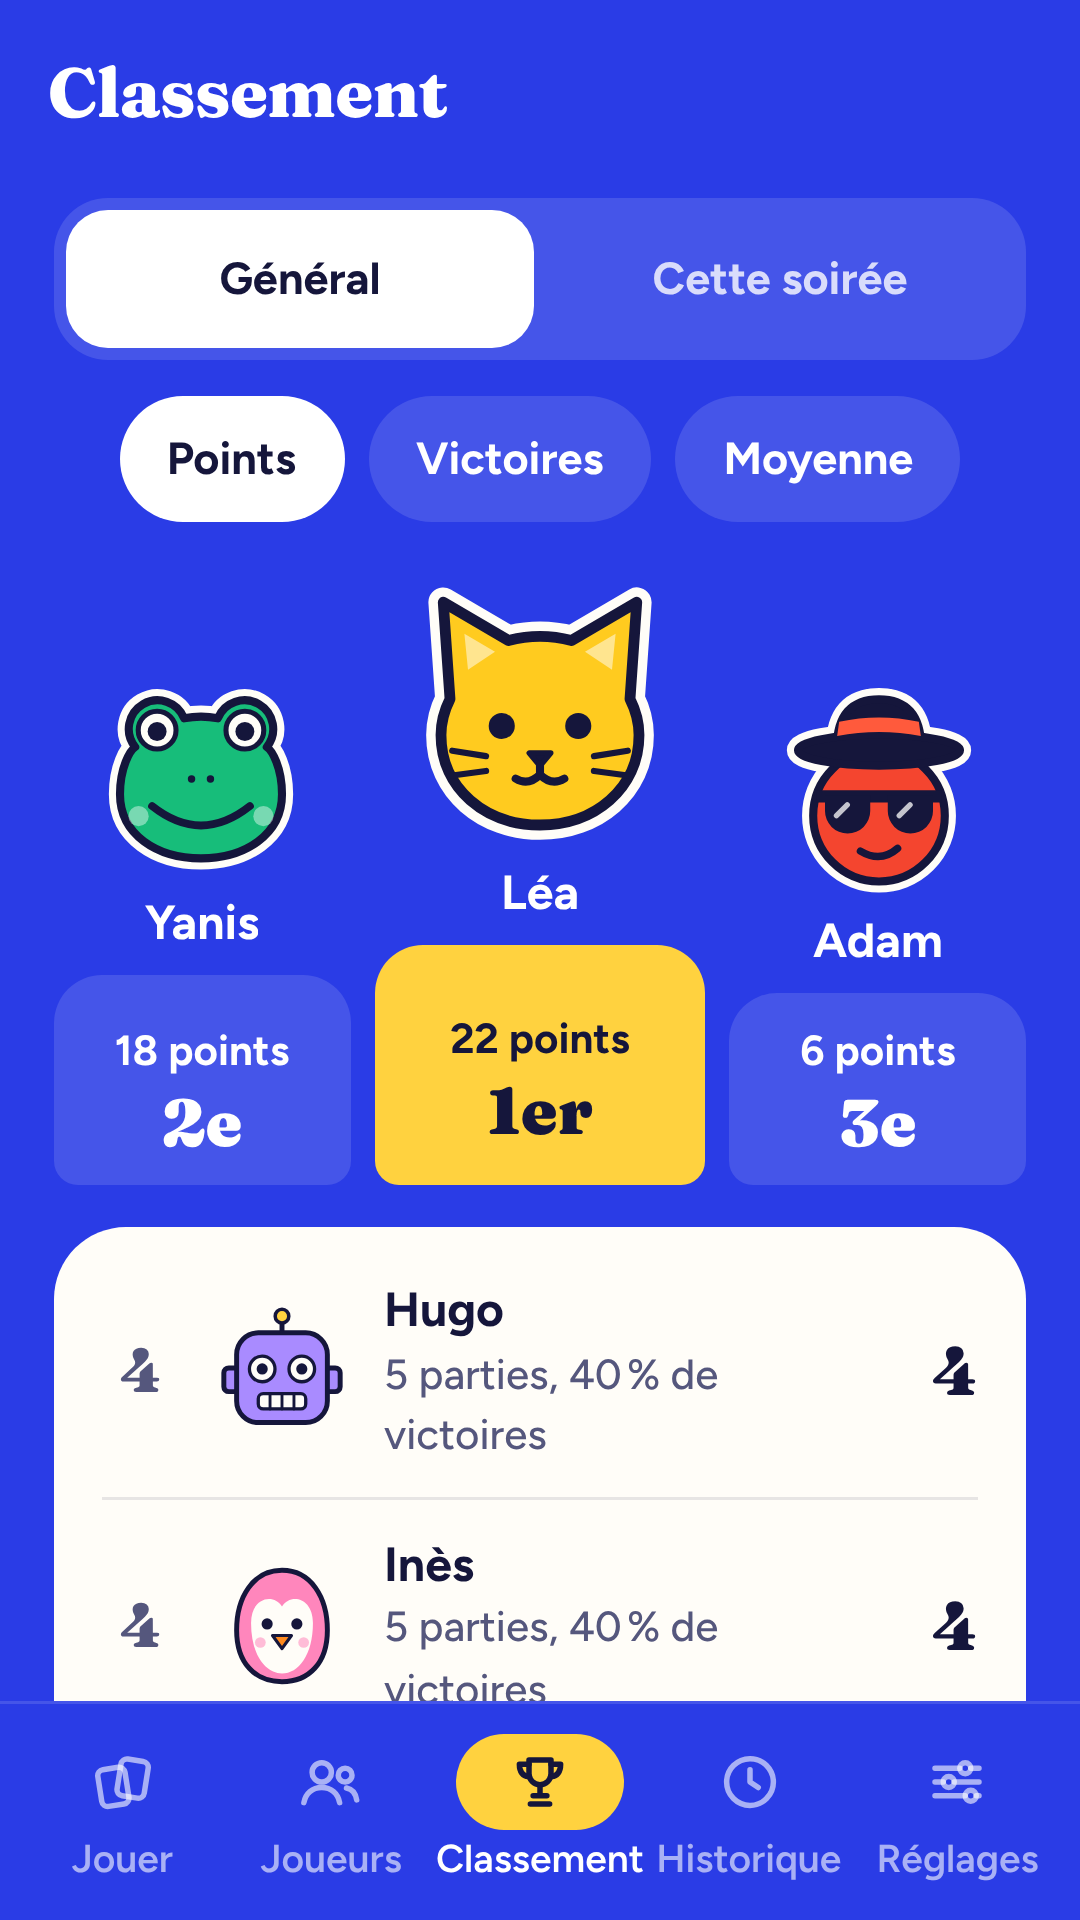 Classement
Général
Cette soirée
Points
Victoires
Moyenne
Léa
Yanis
Adam
18 points
2e
22 points
1er
6 points
3e
4
Hugo
5 parties, 40 % de
victoires
4
4
Inès
5 parties, 40 % de
victoires
4
Jouer
Joueurs
Classement
Historique
Réglages